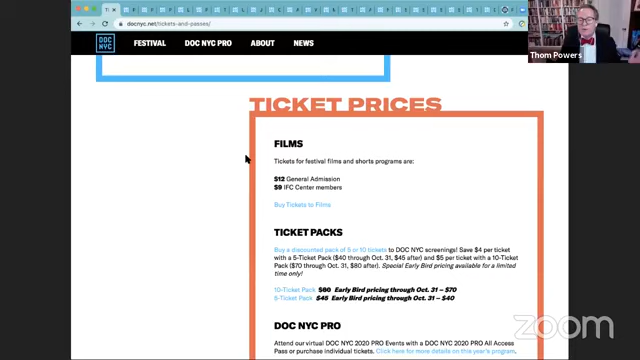 docnyc.net/tickets-and-passes/
DOC
NYC
FESTIVAL
DOC NYC PRO
ABOUT
NEWS
Thom Powers
TICKET PRICES
FILMS
Tickets for festival films and shorts programs are:
$12 General Admission
$9 IFC Center members
Buy Tickets to Films
TICKET PACKS
Buy a discounted pack of 5 or 10 tickets to DOC NYC screenings! Save $4 per ticket
with a 5-Ticket Pack ($40 through Oct. 31, $45 after) and $5 per ticket with a 10-Ticket
Pack ($70 through Oct. 31, $80 after). Special Early Bird pricing available for a limited
time only!
10-Ticket Pack $80 Early Bird pricing through Oct. 31 – $70
5-Ticket Pack $45 Early Bird pricing through Oct. 31 – $40
DOC NYC PRO
Attend our virtual DOC NYC 2020 PRO Events with a DOC NYC 2020 PRO All Access
Pass or purchase individual tickets. Click here for more details on this year's program.
zoom